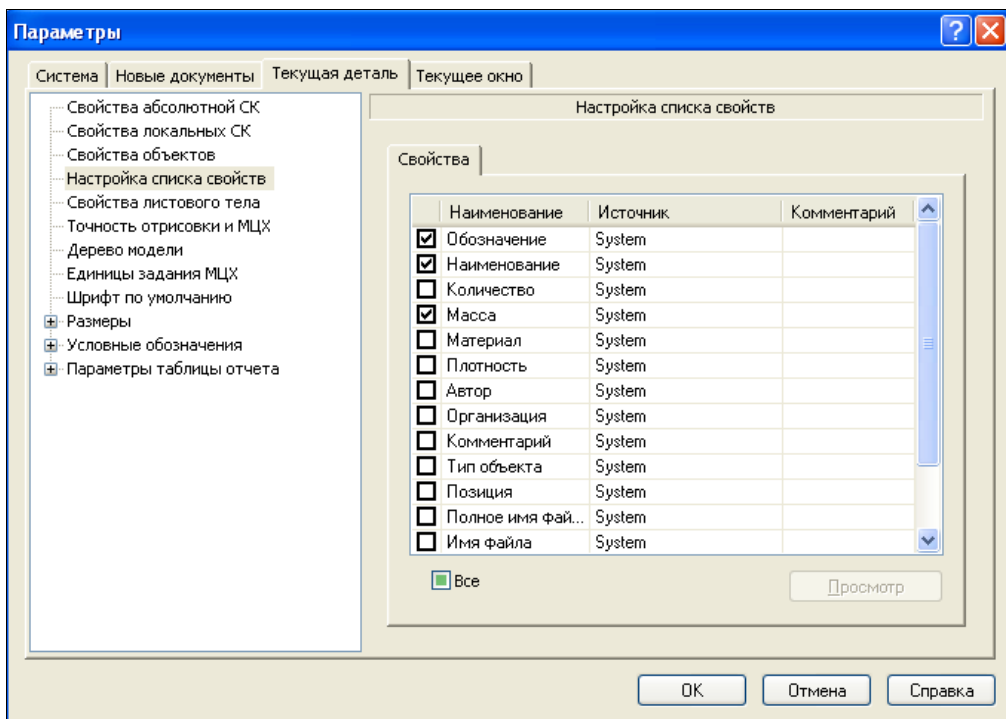 Параметры
Система Новые документы Текущая деталь Текущее окно
Свойства абсолютной СК
Свойства локальных СК
Свойства объектов
Настройка списка свойств
Свойства листового тела
Точность отрисовки и МЦХ
Дерево модели
Единицы задания МЦХ
Шрифт по умолчанию
Размеры
Условные обозначения
Параметры таблицы отчета
Настройка списка свойств
Свойства
Наименование Источник Комментарий
Обозначение System
Наименование System
Количество System
Масса System
Материал System
Плотность System
Автор System
Организация System
Комментарий System
Тип объекта System
Позиция System
Полное имя фай... System
Имя файла System
Все
Просмотр
OK Отмена Справка